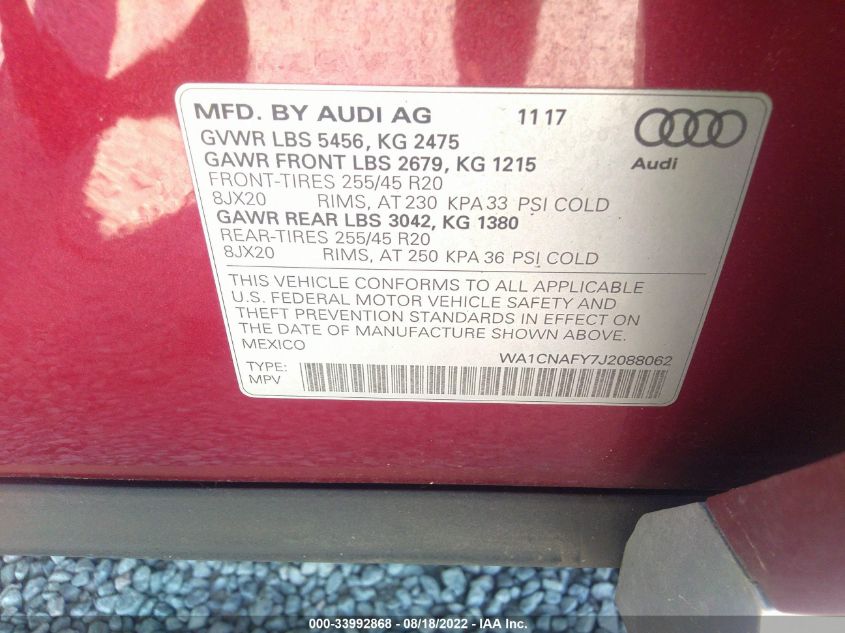 MFD. BY AUDI AG 11 17
GVWR LBS 5456, KG 2475
GAWR FRONT LBS 2679, KG 1215
FRONT-TIRES 255/45 R20
8JX20 RIMS, AT 230 KPA 33 PSI COLD
GAWR REAR LBS 3042, KG 1380
REAR-TIRES 255/45 R20
8JX20 RIMS, AT 250 KPA 36 PSI COLD
Audi
THIS VEHICLE CONFORMS TO ALL APPLICABLE
U.S. FEDERAL MOTOR VEHICLE SAFETY AND
THEFT PREVENTION STANDARDS IN EFFECT ON
THE DATE OF MANUFACTURE SHOWN ABOVE.
MEXICO
WA1CNAFY7J2088062
TYPE:
MPV
000-33992868 - 08/18/2022 - IAA Inc.